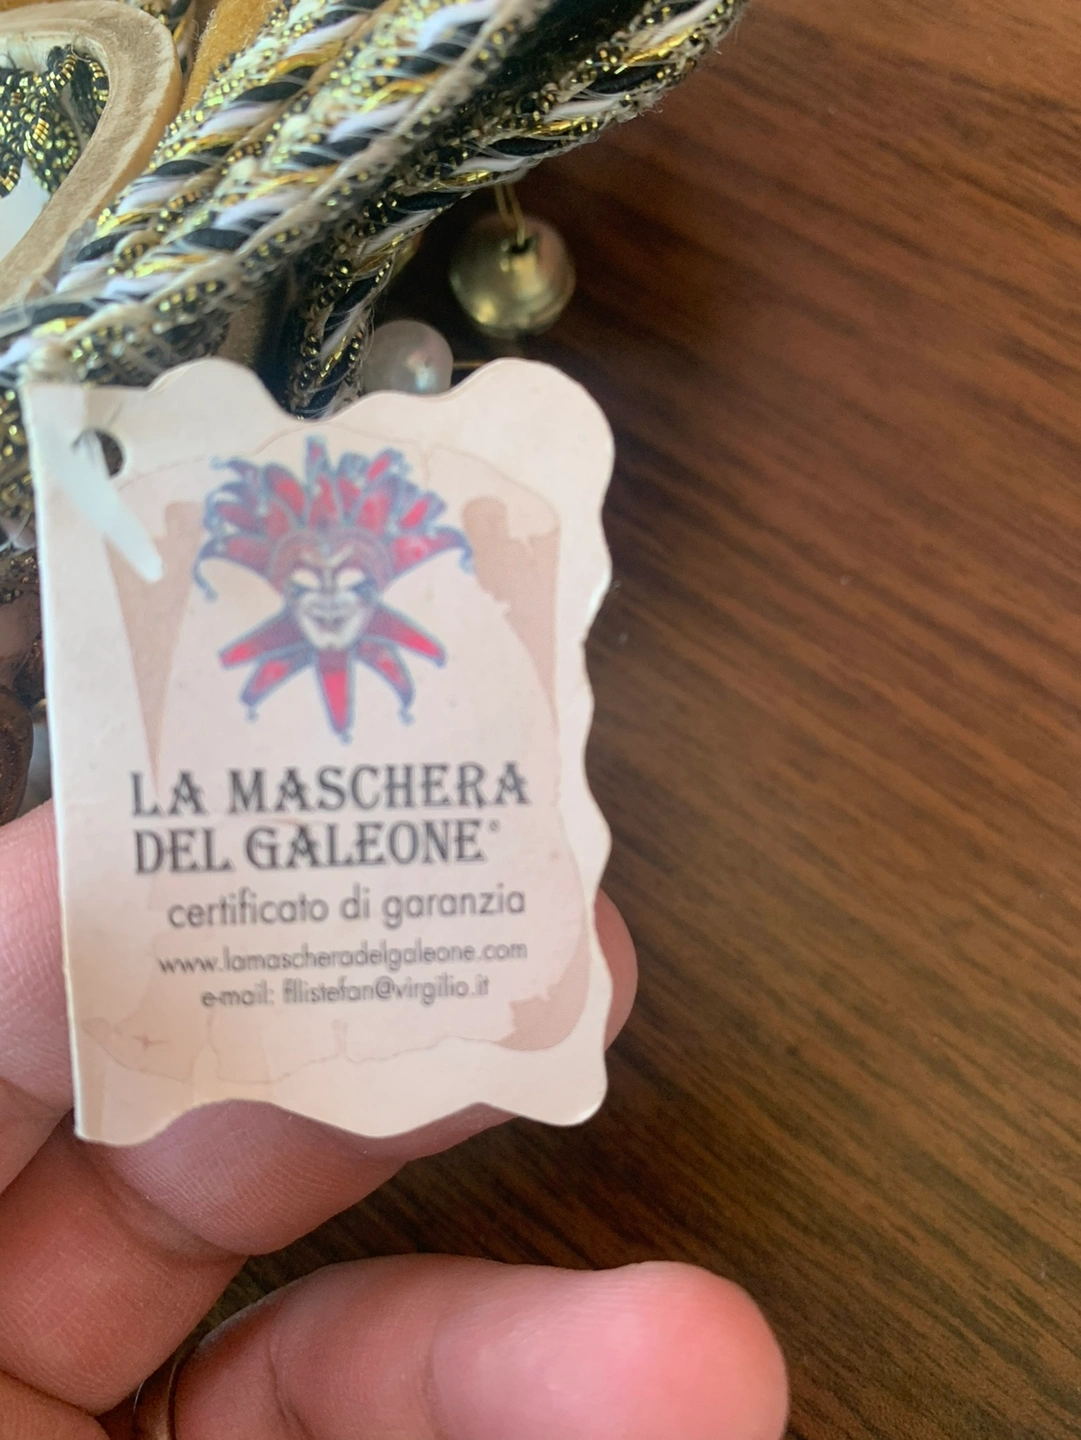 LA MASCHERA
DEL GALEONE®
certificato di garanzia
www.lamascheradelgaleone.com
e-mail: fllistefan@virgilio.it